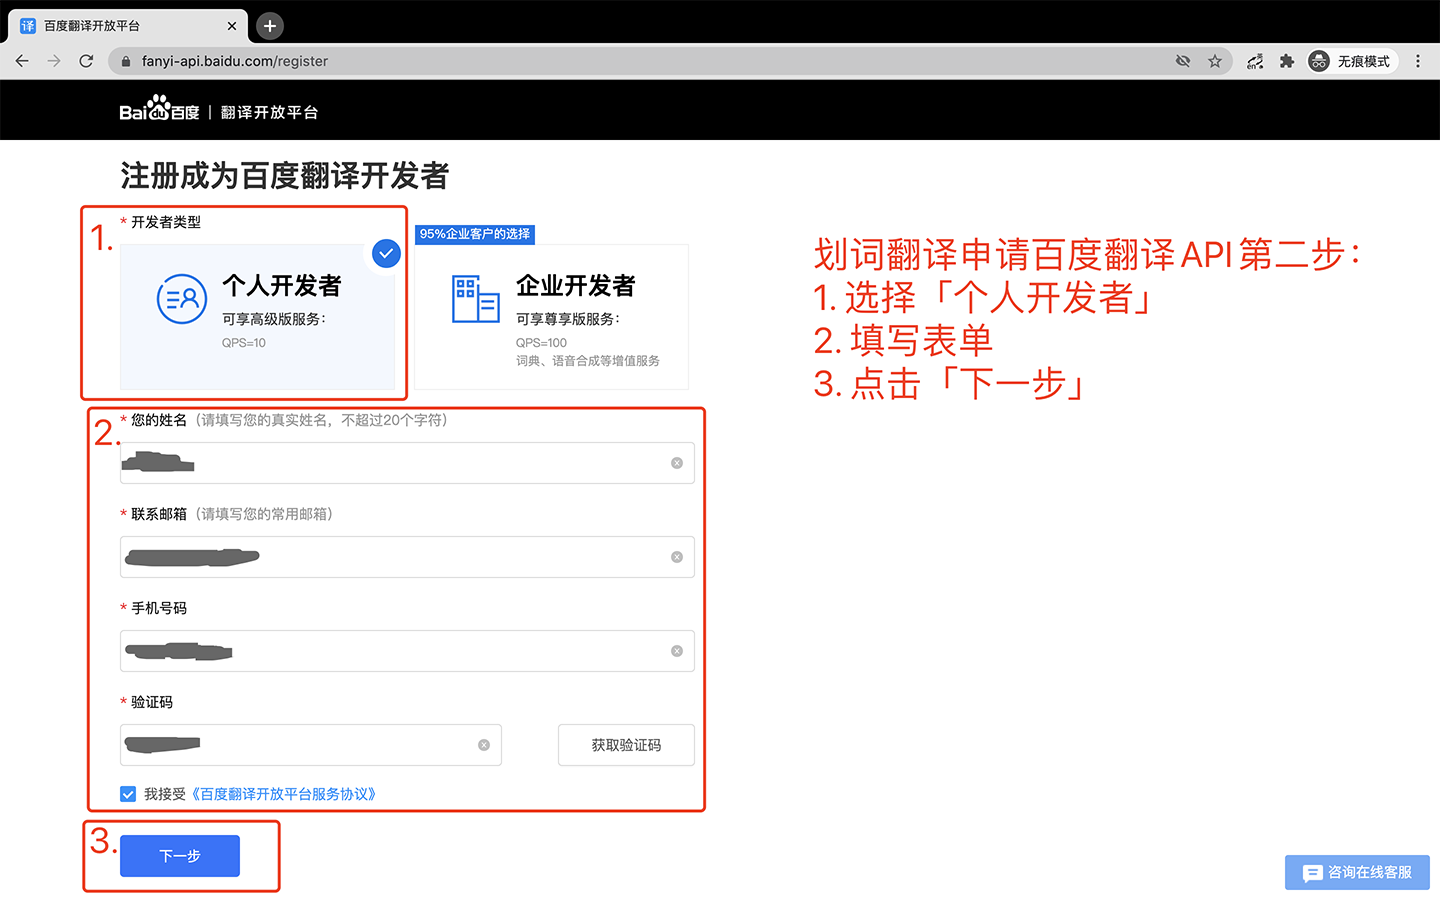 百度翻译开放平台
fanyi-api.baidu.com/register
无痕模式
Bai du 百度 | 翻译开放平台
注册成为百度翻译开发者
1.
* 开发者类型
个人开发者
可享高级版服务：
QPS=10
95%企业客户的选择
企业开发者
可享尊享版服务：
QPS=100
词典、语音合成等增值服务
划词翻译申请百度翻译 API 第二步：
1. 选择「个人开发者」
2. 填写表单
3. 点击「下一步」
2.
* 您的姓名（请填写您的真实姓名，不超过20个字符）
* 联系邮箱（请填写您的常用邮箱）
* 手机号码
* 验证码
获取验证码
我接受《百度翻译开放平台服务协议》
3.
下一步
咨询在线客服